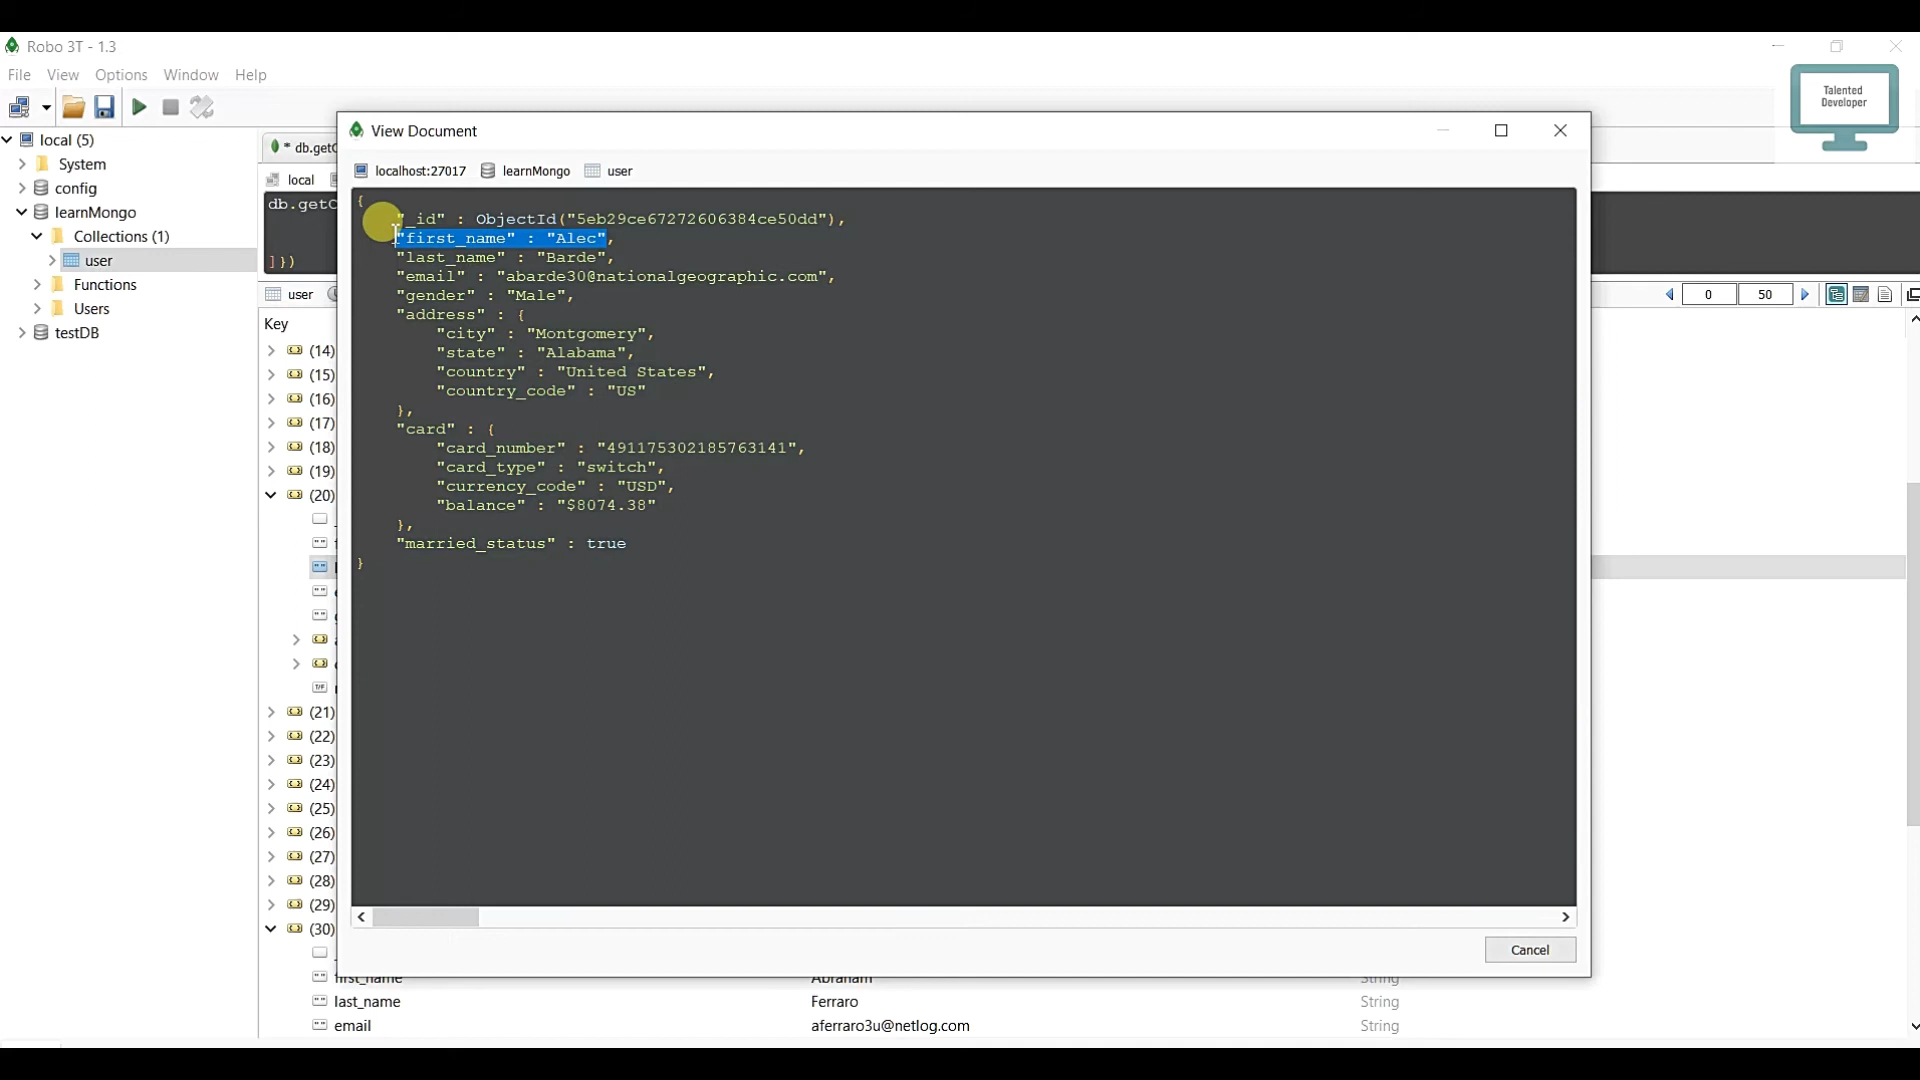 Robo 3T - 1.3
File View Options Window Help
Talented
Developer
local (5)
System
config
learnMongo
Collections (1)
user
Functions
Users
testDB
* db.getC
local
db.getC
]})
user
0 50
Key
(14)
(15)
(16)
(17)
(18)
(19)
(20)
(21)
(22)
(23)
(24)
(25)
(26)
(27)
(28)
(29)
(30)
View Document
localhost:27017 learnMongo user
{
"_id" : ObjectId("5eb29ce67272606384ce50dd"),
"first_name" : "Alec",
"last_name" : "Barde",
"email" : "abarde30@nationalgeographic.com",
"gender" : "Male",
"address" : {
"city" : "Montgomery",
"state" : "Alabama",
"country" : "United States",
"country_code" : "US"
},
"card" : {
"card_number" : "491175302185763141",
"card_type" : "switch",
"currency_code" : "USD",
"balance" : "$8074.38"
},
"married_status" : true
}
Cancel
first_name Abraham String
last_name Ferraro String
email aferraro3u@netlog.com String